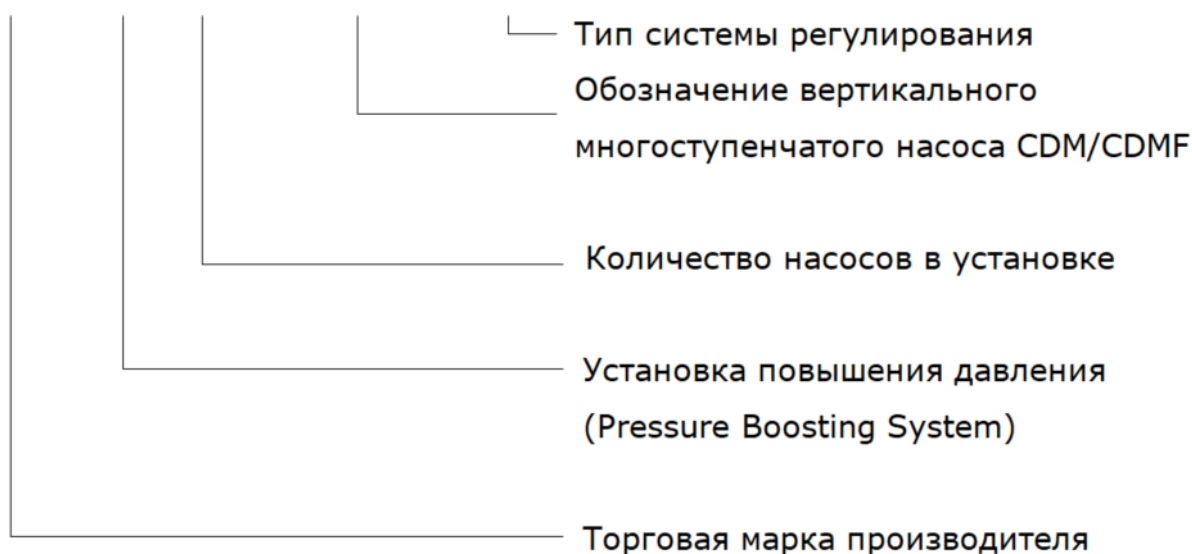 Тип системы регулирования
Обозначение вертикального
многоступенчатого насоса CDM/CDMF
Количество насосов в установке
Установка повышения давления
(Pressure Boosting System)
Торговая марка производителя